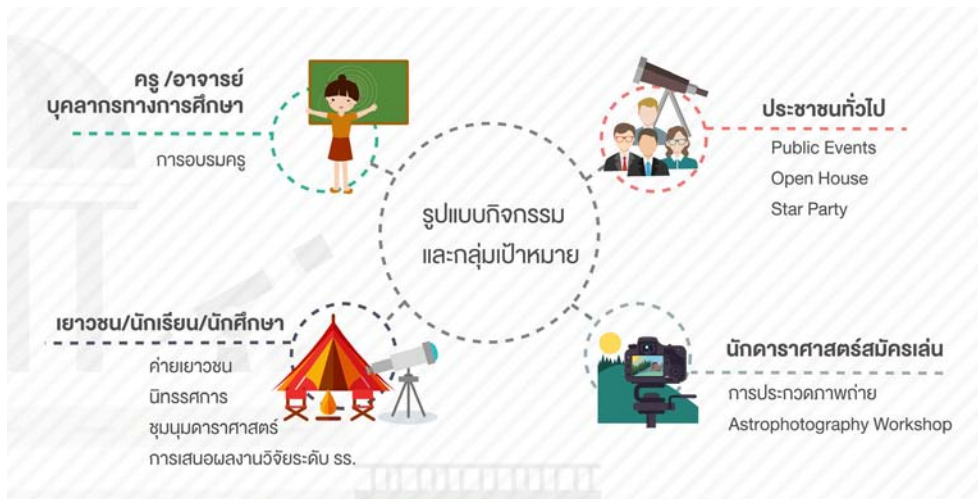 ครู /อาจารย์
บุคลากรทางการศึกษา
การอบรมครู
ประชาชนทั่วไป
Public Events
Open House
Star Party
รูปแบบกิจกรรม
และกลุ่มเป้าหมาย
เยาวชน/นักเรียน/นักศึกษา
ค่ายเยาวชน
นิทรรศการ
ชุมนุมดาราศาสตร์
การเสนอผลงานวิจัยระดับ รร.
นักดาราศาสตร์สมัครเล่น
การประกวดภาพถ่าย
Astrophotography Workshop